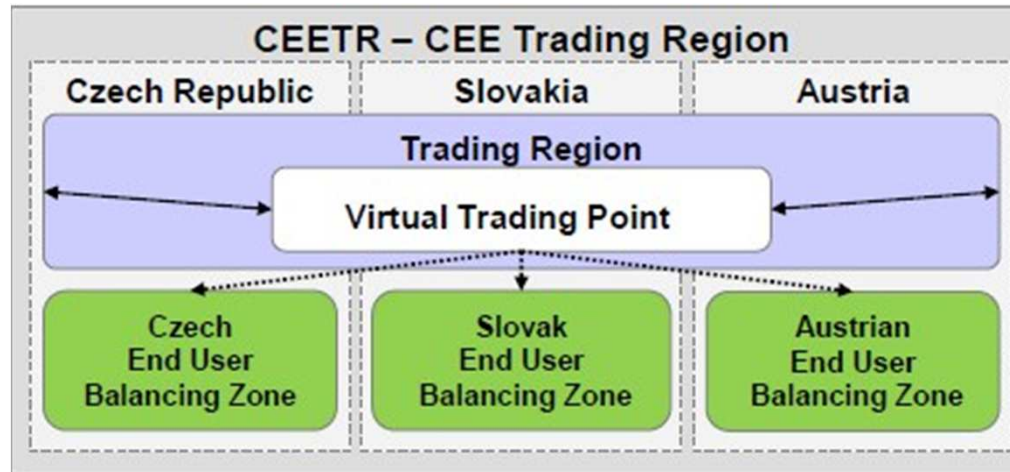 CEETR – CEE Trading Region
Czech Republic
Slovakia
Austria
Trading Region
Virtual Trading Point
Czech
End User
Balancing Zone
Slovak
End User
Balancing Zone
Austrian
End User
Balancing Zone